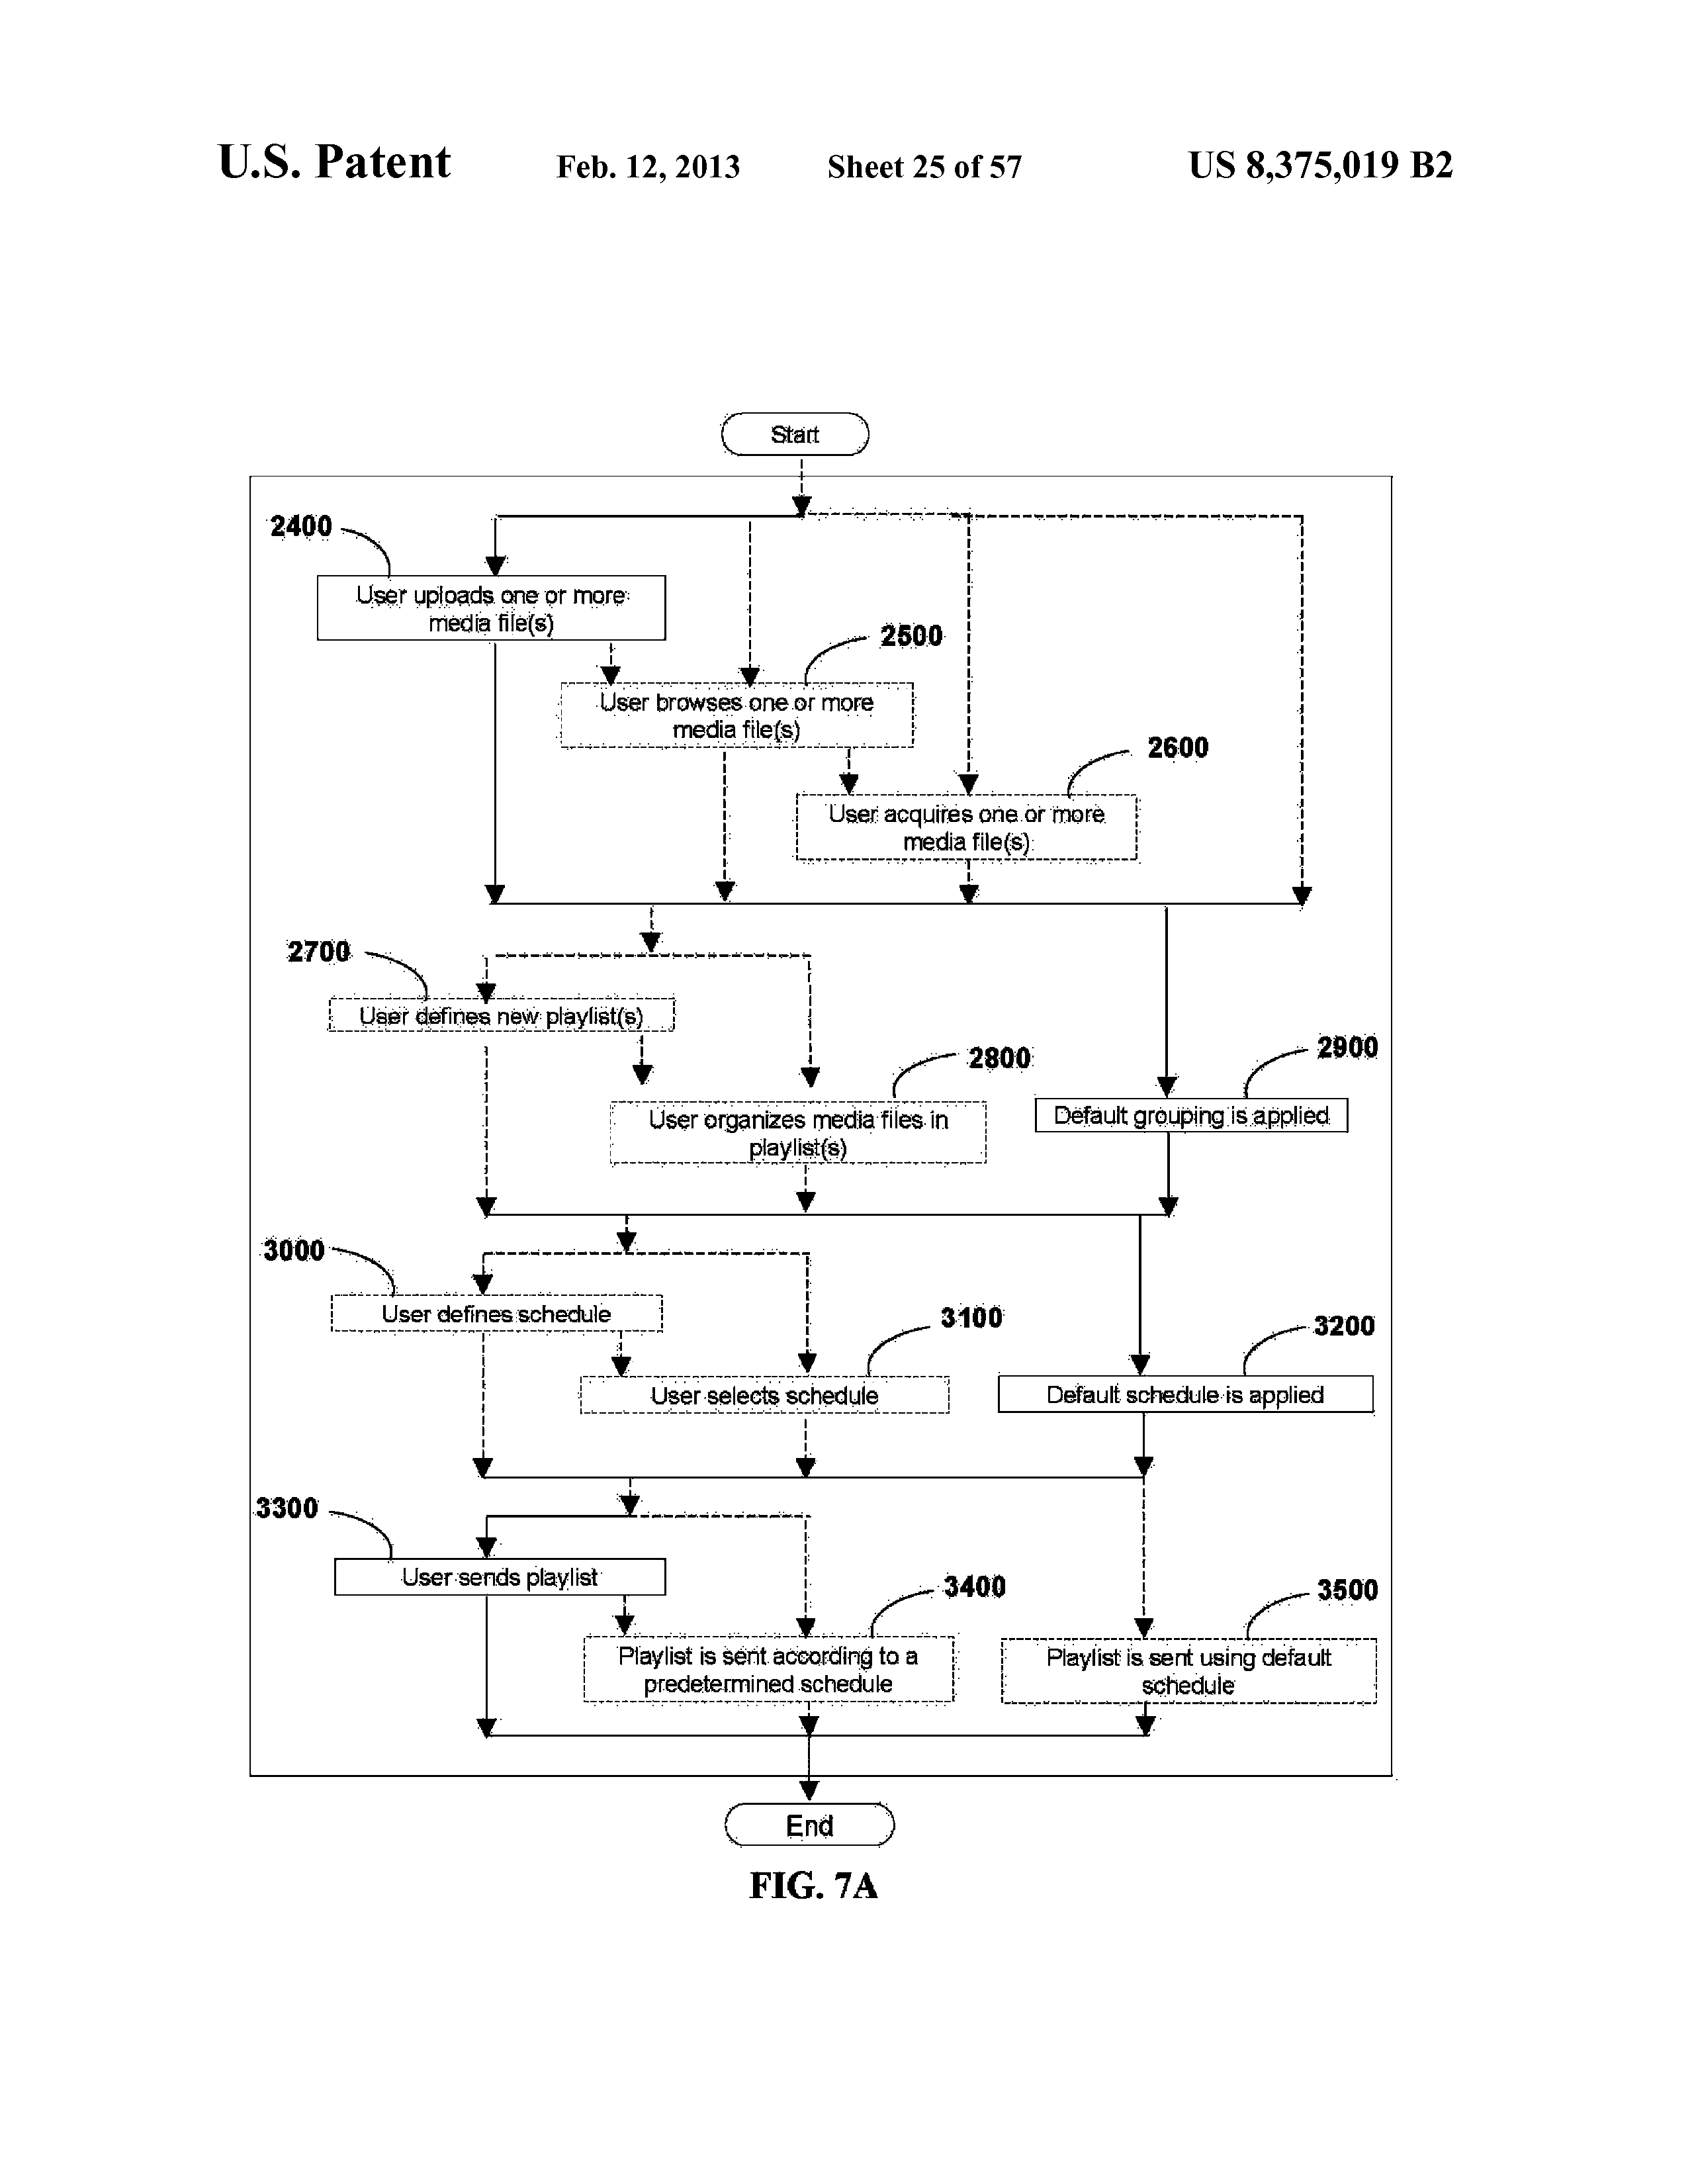 U.S. Patent Feb. 12, 2013 Sheet 25 of 57 US 8,375,019 B2
Start
2400
User uploads one or more
media file(s)
2500
User browses one or more
media file(s)
2600
User acquires one or more
media file(s)
2700
User defines new playlist(s)
2800
User organizes media files in
playlist(s)
2900
Default grouping is applied
3000
User defines schedule
3100
User selects schedule
3200
Default schedule is applied
3300
User sends playlist
3400
Playlist is sent according to a
predetermined schedule
3500
Playlist is sent using default
schedule
End
FIG. 7A